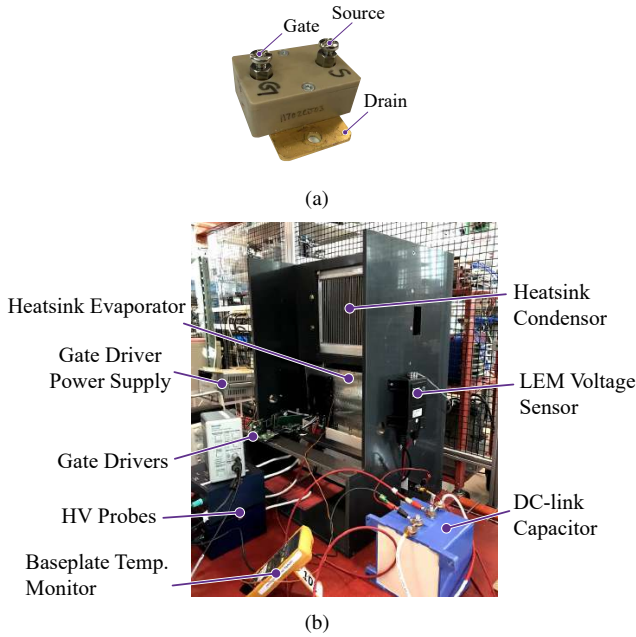 Gate
Source
G
S
Drain
(a)
Heatsink Evaporator
Heatsink
Condensor
Gate Driver
Power Supply
LEM Voltage
Sensor
Gate Drivers
HV Probes
DC-link
Capacitor
Baseplate Temp.
Monitor
10
(b)